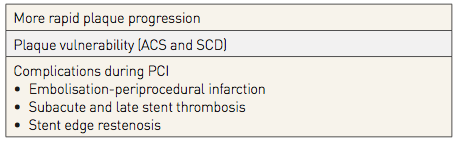 More rapid plaque progression
Plaque vulnerability (ACS and SCD)
Complications during PCI
• Embolisation-periprocedural infarction
• Subacute and late stent thrombosis
• Stent edge restenosis